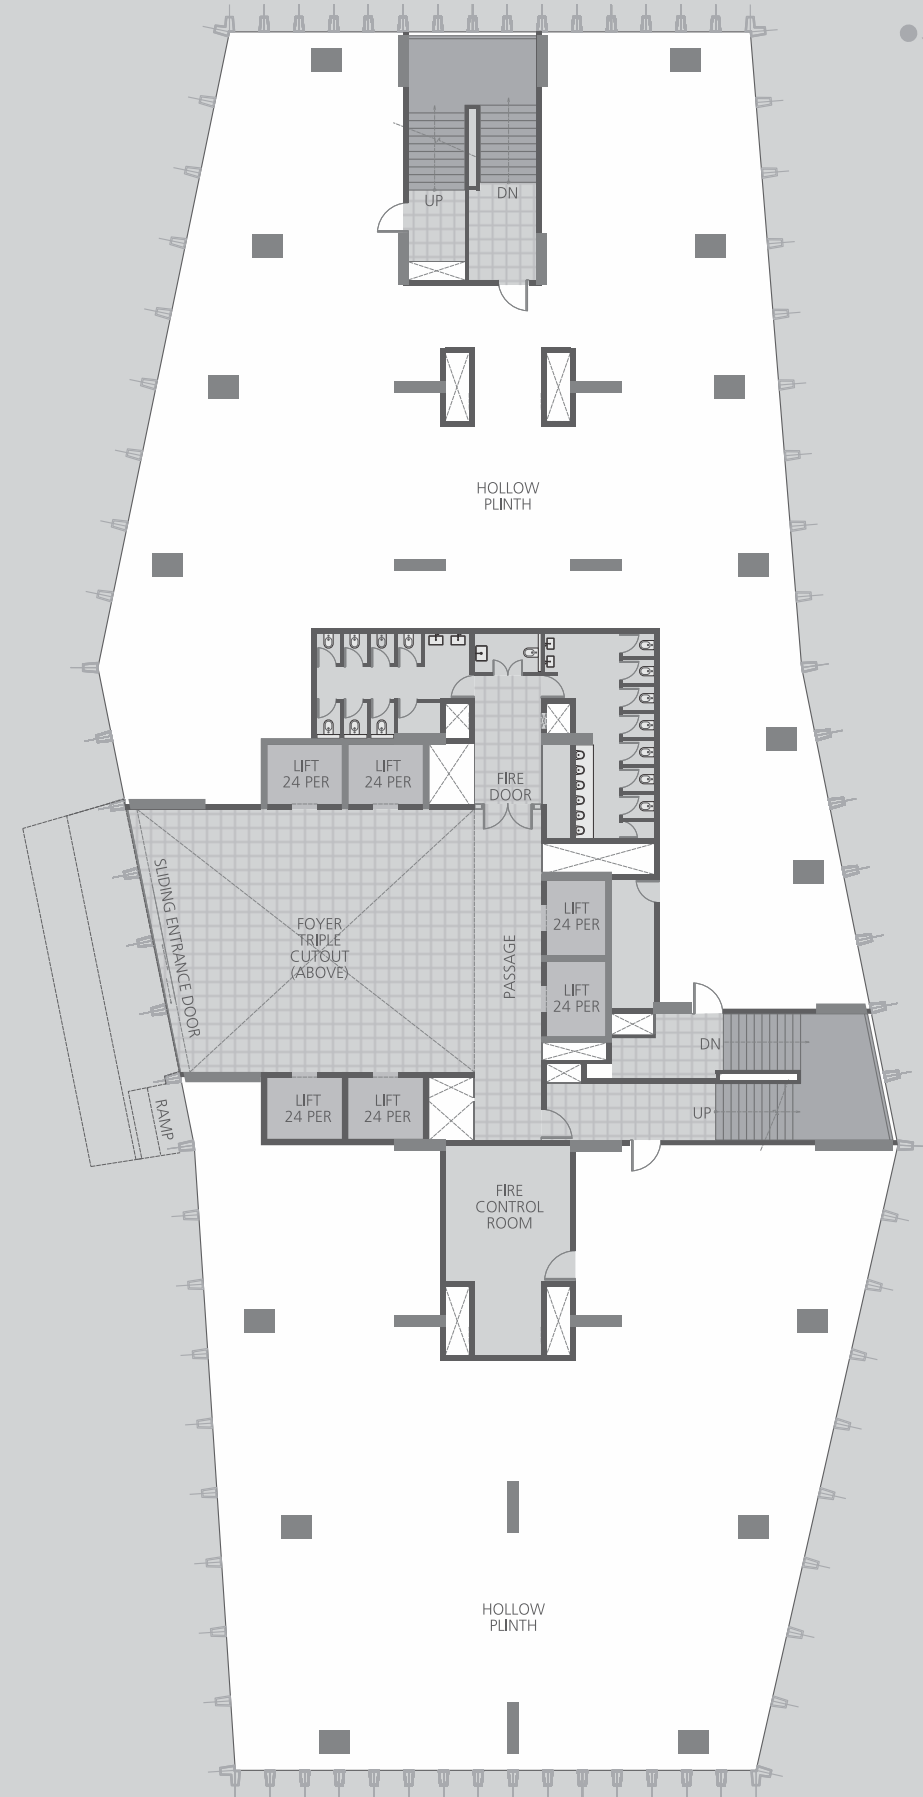 UP
DN
HOLLOW
PLINTH
LIFT
24 PER
LIFT
24 PER
FIRE
DOOR
SLIDING ENTRANCE DOOR
FOYER
TRIPLE
CUTOUT
(ABOVE)
PASSAGE
LIFT
24 PER
LIFT
24 PER
DN
UP
RAMP
LIFT
24 PER
LIFT
24 PER
FIRE
CONTROL
ROOM
HOLLOW
PLINTH